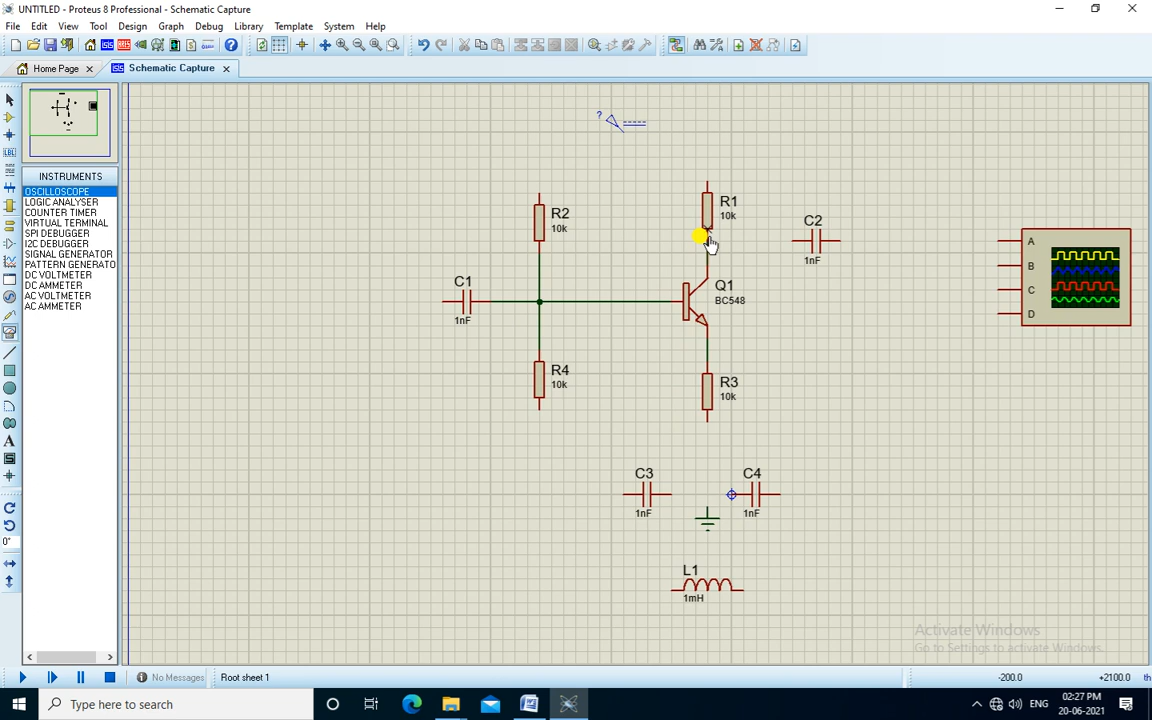 UNTITLED - Proteus 8 Professional - Schematic Capture
File Edit View Tool Design Graph Debug Library Template System Help
Home Page Schematic Capture
?
INSTRUMENTS
OSCILLOSCOPE
LOGIC ANALYSER
COUNTER TIMER
VIRTUAL TERMINAL
SPI DEBUGGER
I2C DEBUGGER
SIGNAL GENERATOR
PATTERN GENERATO
DC VOLTMETER
DC AMMETER
AC VOLTMETER
AC AMMETER
LBL
A
0°
R1
10k
R2
10k
C2
1nF
C1
1nF
Q1
BC548
R4
10k
R3
10k
A
B
C
D
C3
1nF
C4
1nF
L1
1mH
Activate Windows
Go to Settings to activate Windows.
No Messages Root sheet 1 -200.0 +2100.0 th
Type here to search
ENG 02:27 PM
20-06-2021